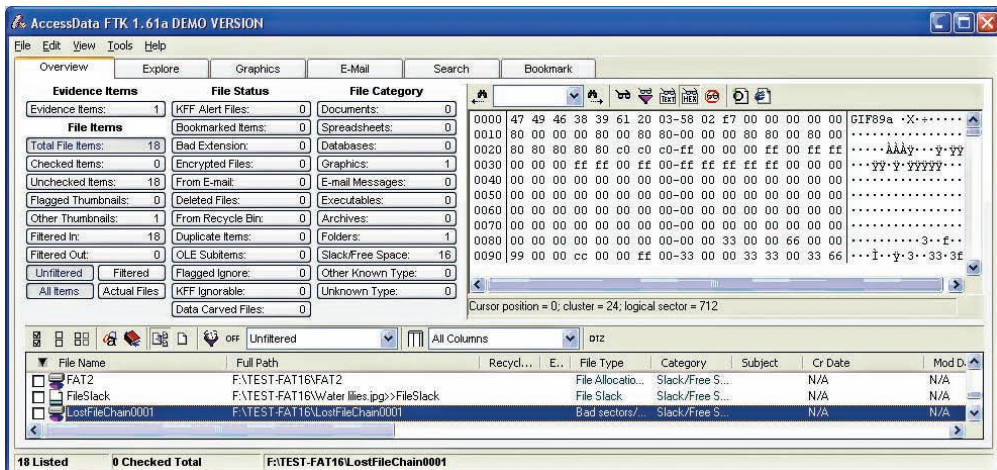 AccessData FTK 1.61a DEMO VERSION
File Edit View Tools Help
Overview Explore Graphics E-Mail Search Bookmark
Evidence Items File Status File Category
Evidence Items: 1 KFF Alert Files: 0 Documents: 0
File Items Bookmarked Items: 0 Spreadsheets: 0
Total File Items: 18 Bad Extension: 0 Databases: 0
Checked Items: 0 Encrypted Files: 0 Graphics: 1
Unchecked Items: 18 From E-mail: 0 E-mail Messages: 0
Flagged Thumbnails: 0 Deleted Files: 0 Executables: 0
Other Thumbnails: 1 From Recycle Bin: 0 Archives: 0
Filtered In: 18 Duplicate Items: 0 Folders: 1
Filtered Out: 0 OLE Subitems: 0 Slack/Free Space: 16
Unfiltered Filtered Flagged Ignore: 0 Other Known Type: 0
All Items Actual Files KFF Ignorable: 0 Unknown Type: 0
Data Carved Files: 0
TEXT HEX
0000 47 49 46 38 39 61 20 03-58 02 f7 00 00 00 00 00 GIF89a ·X·÷·····
0010 80 00 00 00 80 00 80 80-00 00 00 80 80 00 80 80 ················
0020 80 80 80 80 c0 c0 c0-ff 00 00 00 ff 00 ff ff ·····ÀÀÀÿ···ÿ·ÿÿ
0030 00 00 00 ff ff 00 ff 00-ff ff ff ff ff 00 00 00 ···ÿÿ·ÿ·ÿÿÿÿÿ···
0040 00 00 00 00 00 00 00 00-00 00 00 00 00 00 00 00 ················
0050 00 00 00 00 00 00 00 00-00 00 00 00 00 00 00 00 ················
0060 00 00 00 00 00 00 00 00-00 00 00 00 00 00 00 00 ················
0070 00 00 00 00 00 00 00 00-00 00 00 00 00 00 00 00 ················
0080 00 00 00 00 00 00 00 00-00 00 33 00 00 66 00 00 ··········3··f··
0090 99 00 00 cc 00 00 ff 00-33 00 00 33 33 00 33 66 ···Ì··ÿ·3··33·3f
Cursor position = 0; cluster = 24; logical sector = 712
OFF Unfiltered All Columns DTZ
File Name Full Path Recycl... E.. File Type Category Subject Cr Date Mod D
FAT2 F:\TEST-FAT16\FAT2 File Allocatio... Slack/Free S... N/A N/A
FileSlack F:\TEST-FAT16\Water lilies.jpg>>FileSlack File Slack Slack/Free S... N/A N/A
LostFileChain0001 F:\TEST-FAT16\LostFileChain0001 Bad sectors/... Slack/Free S... N/A N/A
18 Listed 0 Checked Total F:\TEST-FAT16\LostFileChain0001